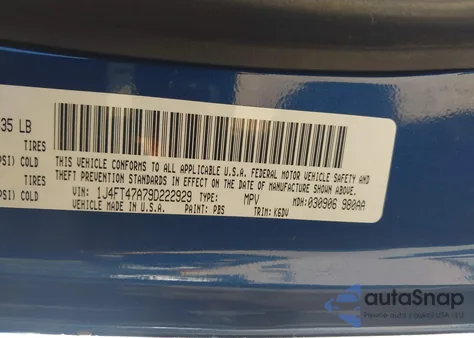 35 LB
TIRES
PSI) COLD
TIRES
PSI) COLD
THIS VEHICLE CONFORMS TO ALL APPLICABLE U.S.A. FEDERAL MOTOR VEHICLE SAFETY AND
THEFT PREVENTION STANDARDS IN EFFECT ON THE DATE OF MANUFACTURE SHOWN ABOVE.
VIN: 1J4FT47A79D222929 TYPE: MPV MDH: 030906 980AA
VEHICLE MADE IN U.S.A. PAINT: PBS TRIM: K6DV
autoSnap